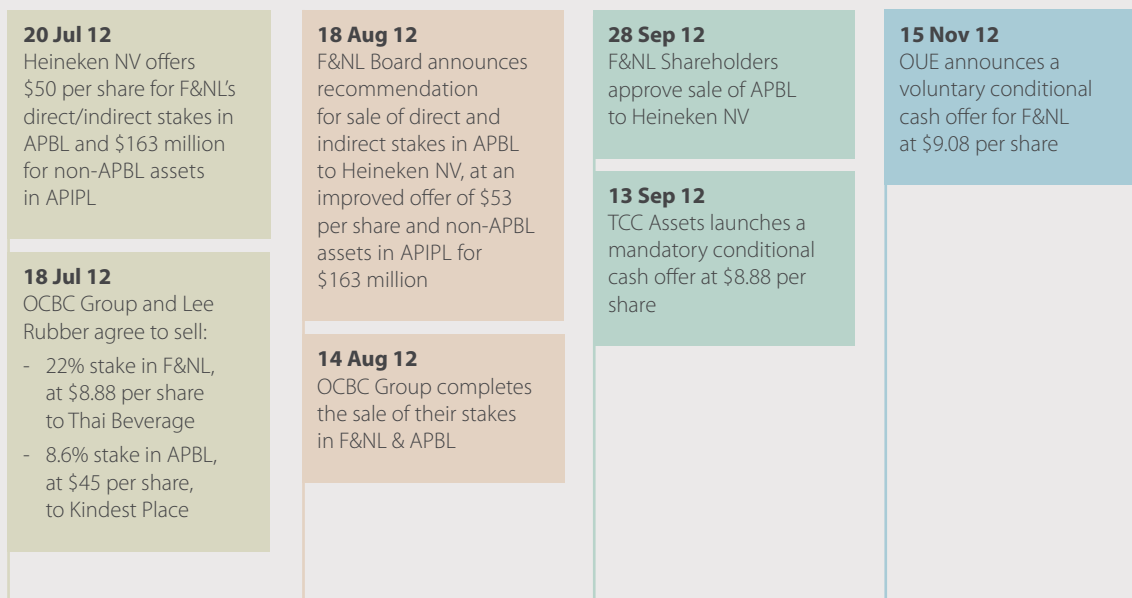 20 Jul 12
Heineken NV offers
$50 per share for F&NL’s
direct/indirect stakes in
APBL and $163 million
for non-APBL assets
in APIPL
18 Jul 12
OCBC Group and Lee
Rubber agree to sell:
- 22% stake in F&NL,
at $8.88 per share
to Thai Beverage
- 8.6% stake in APBL,
at $45 per share,
to Kindest Place
18 Aug 12
F&NL Board announces
recommendation
for sale of direct and
indirect stakes in APBL
to Heineken NV, at an
improved offer of $53
per share and non-APBL
assets in APIPL for
$163 million
14 Aug 12
OCBC Group completes
the sale of their stakes
in F&NL & APBL
28 Sep 12
F&NL Shareholders
approve sale of APBL
to Heineken NV
13 Sep 12
TCC Assets launches a
mandatory conditional
cash offer at $8.88 per
share
15 Nov 12
OUE announces a
voluntary conditional
cash offer for F&NL
at $9.08 per share